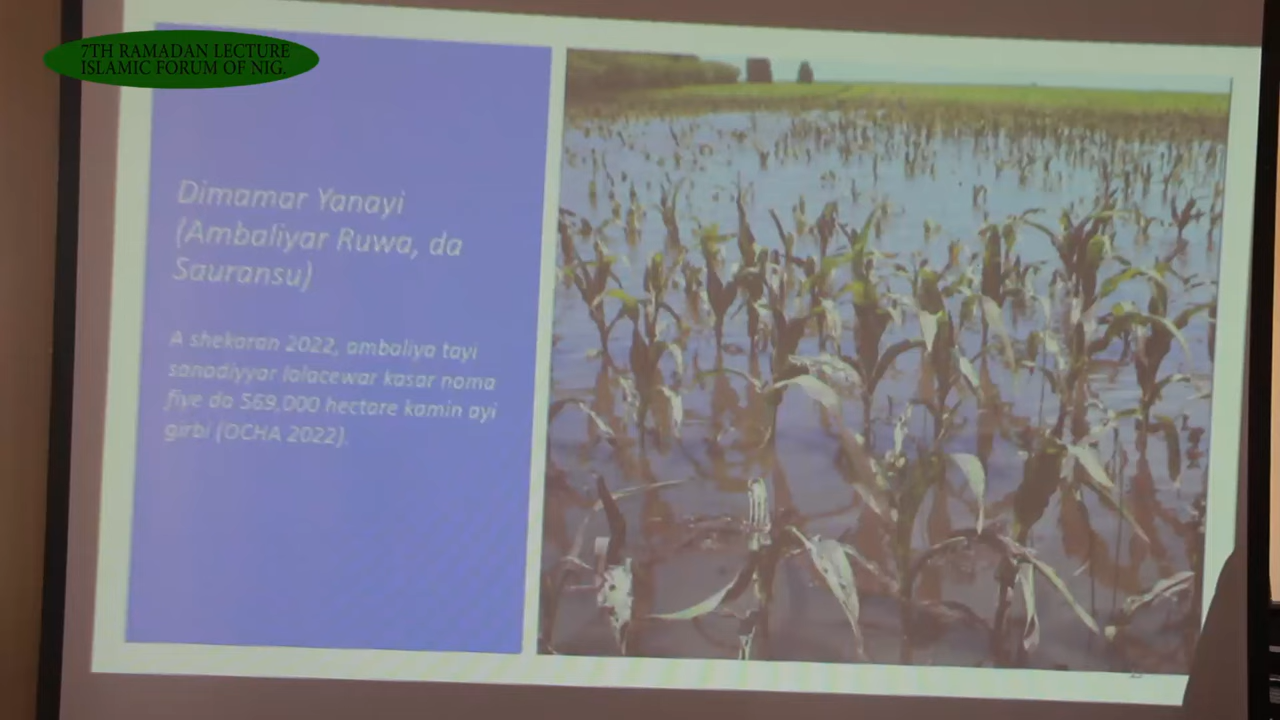 7TH RAMADAN LECTURE
ISLAMIC FORUM OF NIG.
Dimamar Yanayi
(Ambaliyar Ruwa, da
Sauransu)
A shekaran 2022, ambaliya tayi
sanadiyyar lalacewar kasar noma
fiye da 569,000 hectare kamin ayi
girbi (OCHA 2022).